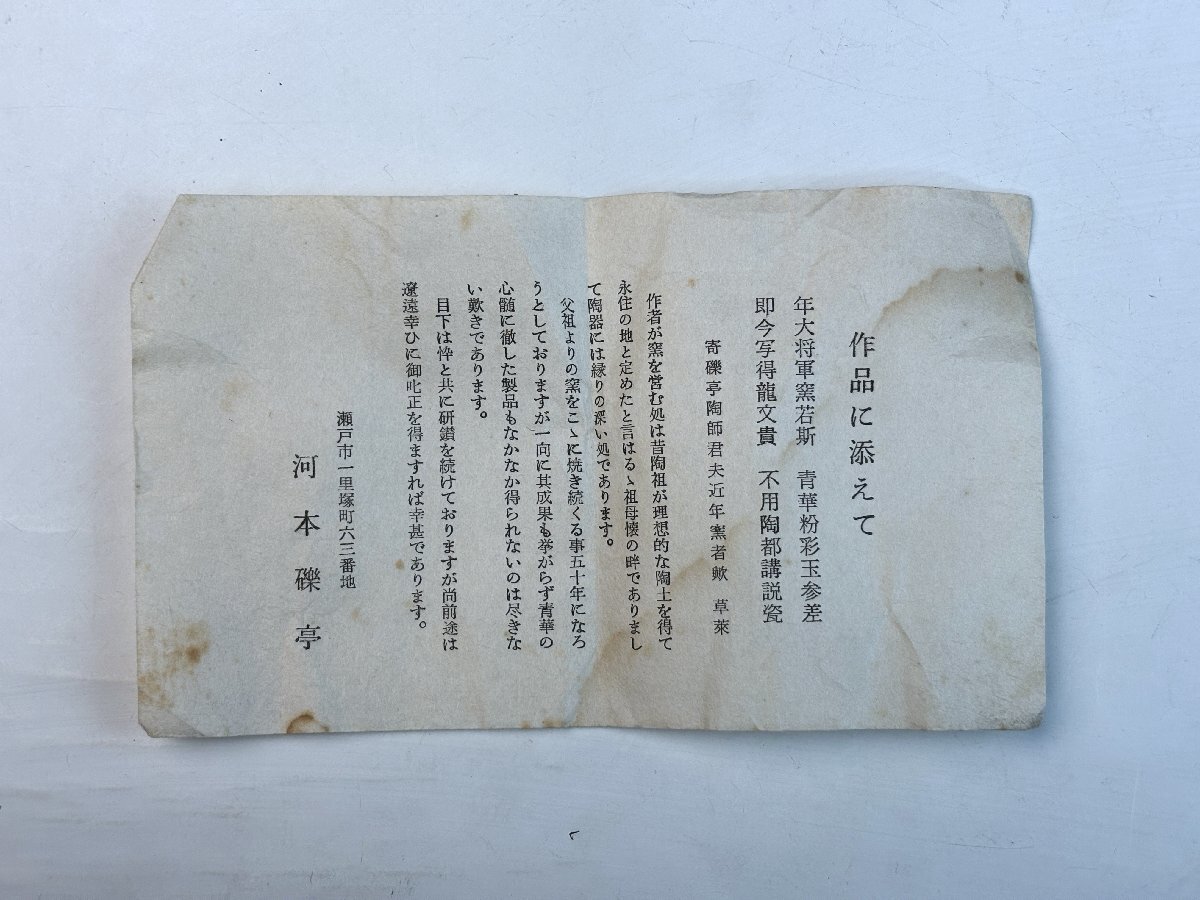 作品に添えて
年大将軍窯若斯　青華粉彩玉参差
即今写得龍文貴　不用陶都講説瓷
寄礫亭陶師君夫近年窯者歟　草萊
作者が窯を営む処は昔陶祖が理想的な陶土を得て
永住の地と定めたと言はるゝ祖母懐の畔でありまし
て陶器には縁りの深い処であります。
父祖よりの窯をこゝに焼き続くる事五十年になろ
うとしておりますが一向に其成果も挙がらず青華の
心髄に徹した製品もなかなか得られないのは尽きな
い歎きであります。
目下は忰と共に研鑽を続けておりますが尚前途は
遼遠幸ひに御叱正を得ますれば幸甚であります。
瀬戸市一里塚町六三番地
河本礫亭